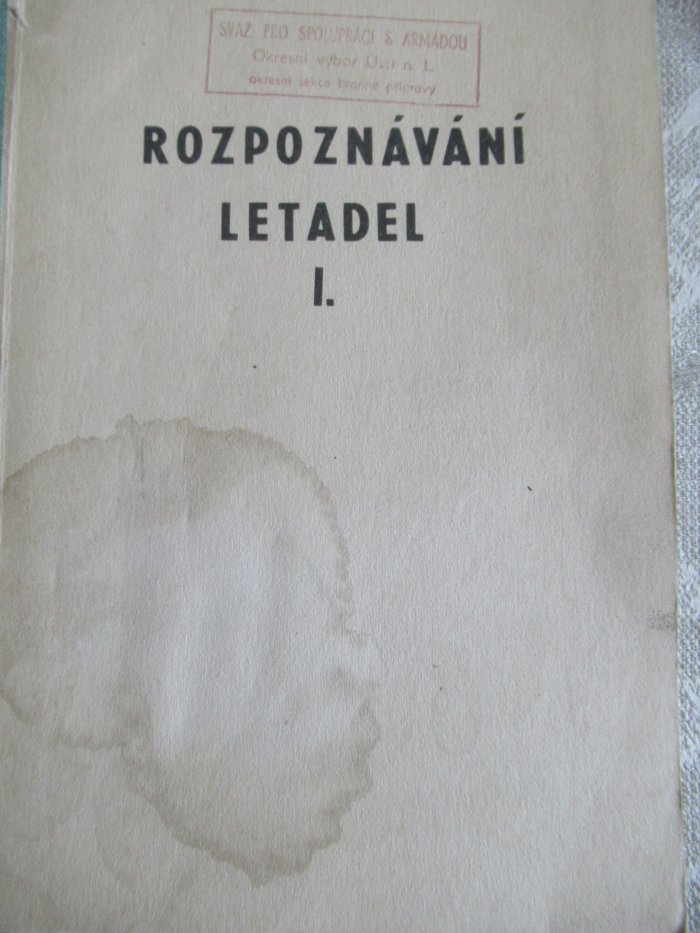 SVAZ PRO SPOLUPRÁCI S ARMÁDOU
Okresní výbor Ústí n. L.
okresní sekce branné přípravy
ROZPOZNÁVÁNÍ
LETADEL
I.